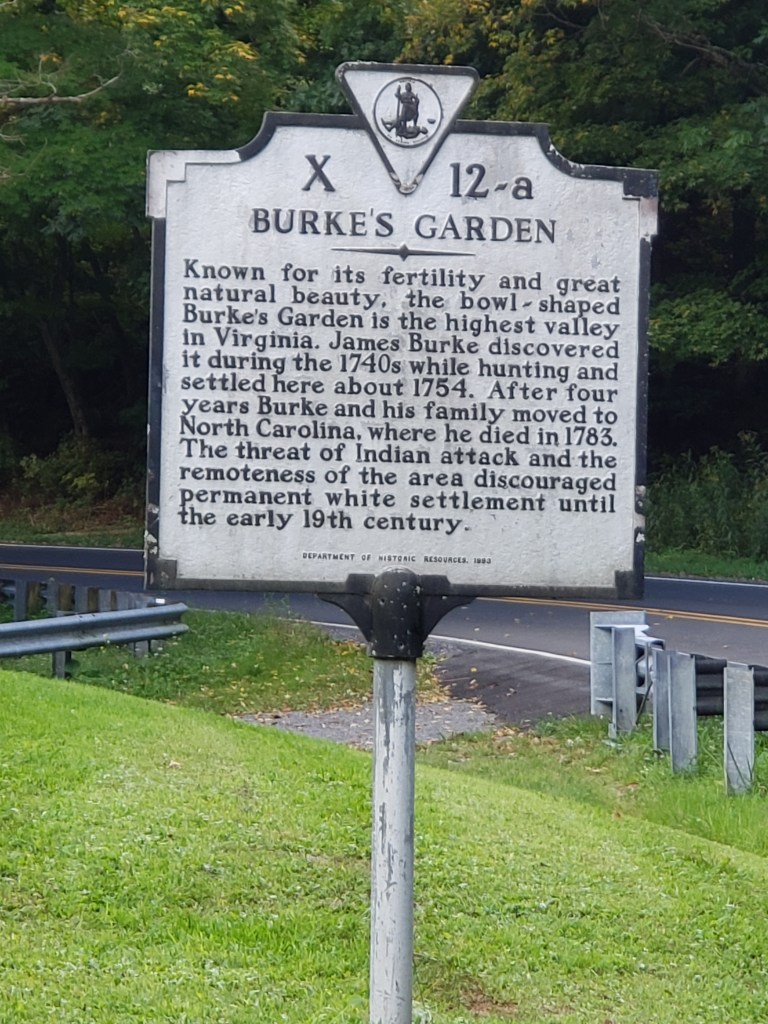 X 12-a
BURKE'S GARDEN
Known for its fertility and great
natural beauty, the bowl-shaped
Burke's Garden is the highest valley
in Virginia. James Burke discovered
it during the 1740s while hunting and
settled here about 1754. After four
years Burke and his family moved to
North Carolina, where he died in 1783.
The threat of Indian attack and the
remoteness of the area discouraged
permanent white settlement until
the early 19th century.
DEPARTMENT OF HISTORIC RESOURCES,